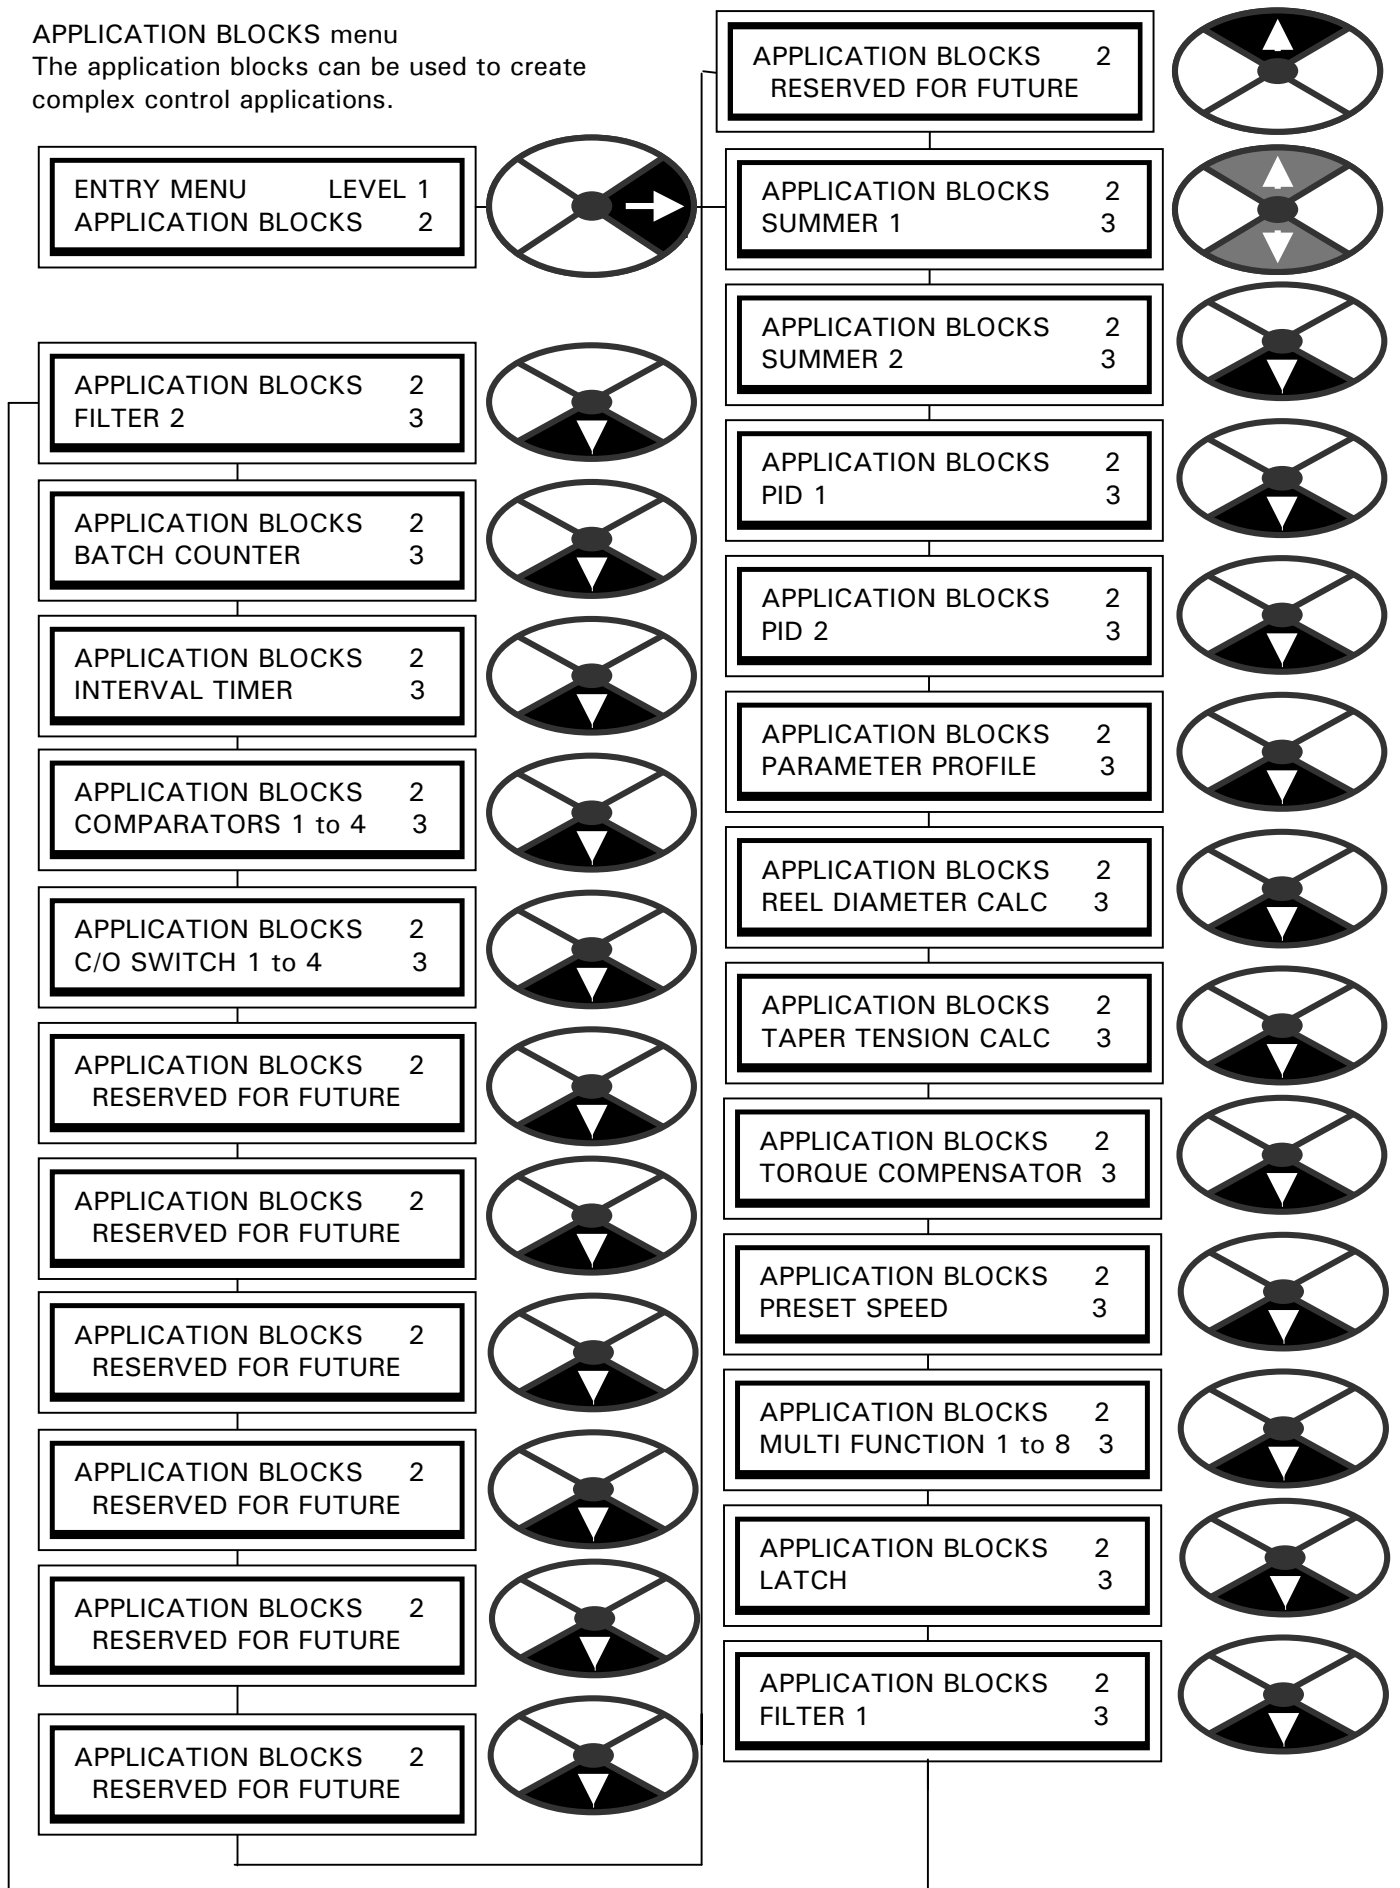 APPLICATION BLOCKS menu
The application blocks can be used to create
complex control applications.
ENTRY MENU LEVEL 1
APPLICATION BLOCKS 2
APPLICATION BLOCKS 2
FILTER 2 3
APPLICATION BLOCKS 2
BATCH COUNTER 3
APPLICATION BLOCKS 2
INTERVAL TIMER 3
APPLICATION BLOCKS 2
COMPARATORS 1 to 4 3
APPLICATION BLOCKS 2
C/O SWITCH 1 to 4 3
APPLICATION BLOCKS 2
RESERVED FOR FUTURE
APPLICATION BLOCKS 2
RESERVED FOR FUTURE
APPLICATION BLOCKS 2
RESERVED FOR FUTURE
APPLICATION BLOCKS 2
RESERVED FOR FUTURE
APPLICATION BLOCKS 2
RESERVED FOR FUTURE
APPLICATION BLOCKS 2
RESERVED FOR FUTURE
APPLICATION BLOCKS 2
RESERVED FOR FUTURE
APPLICATION BLOCKS 2
SUMMER 1 3
APPLICATION BLOCKS 2
SUMMER 2 3
APPLICATION BLOCKS 2
PID 1 3
APPLICATION BLOCKS 2
PID 2 3
APPLICATION BLOCKS 2
PARAMETER PROFILE 3
APPLICATION BLOCKS 2
REEL DIAMETER CALC 3
APPLICATION BLOCKS 2
TAPER TENSION CALC 3
APPLICATION BLOCKS 2
TORQUE COMPENSATOR 3
APPLICATION BLOCKS 2
PRESET SPEED 3
APPLICATION BLOCKS 2
MULTI FUNCTION 1 to 8 3
APPLICATION BLOCKS 2
LATCH 3
APPLICATION BLOCKS 2
FILTER 1 3